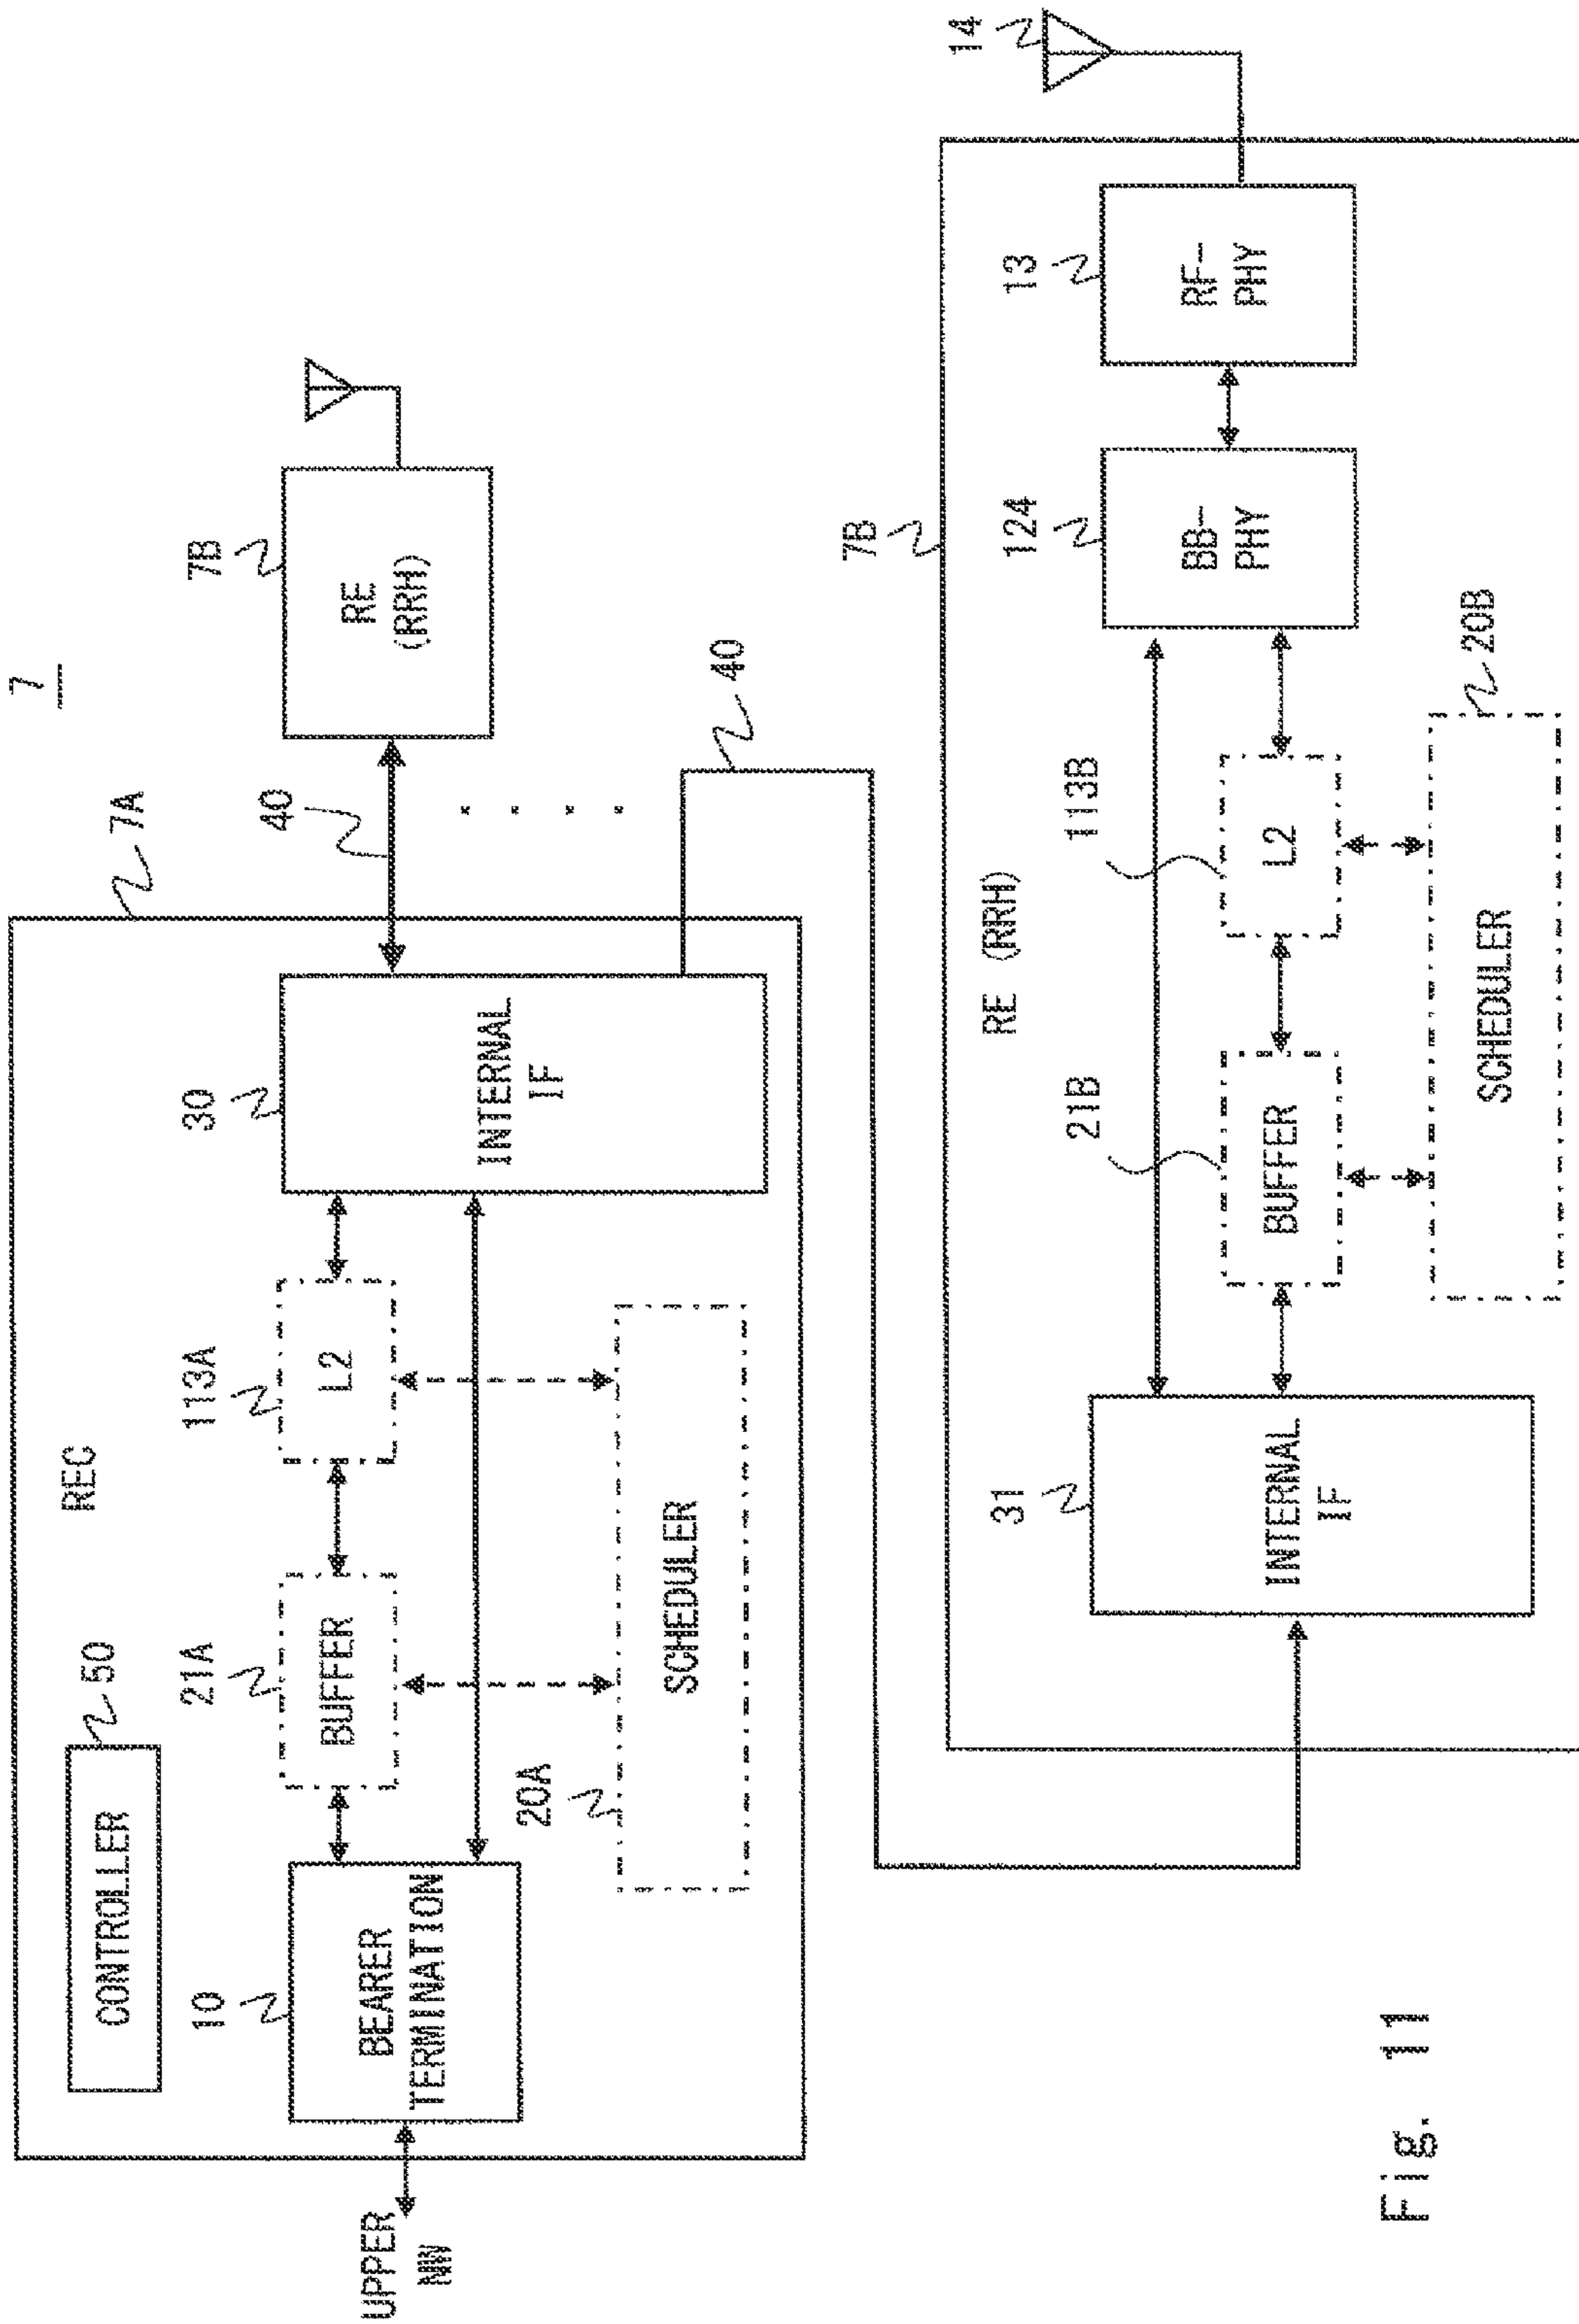 7
7A
REC
CONTROLLER
50
10
BEARER
TERMINATION
UPPER
NW
21A
BUFFER
113A
L2
30
INTERNAL
IF
20A
SCHEDULER
40
7B
RE
(RRH)
40
7B
RE (RRH)
31
INTERNAL
IF
21B
BUFFER
113B
L2
124
BB-
PHY
13
RF-
PHY
14
SCHEDULER
20B
Fig. 11